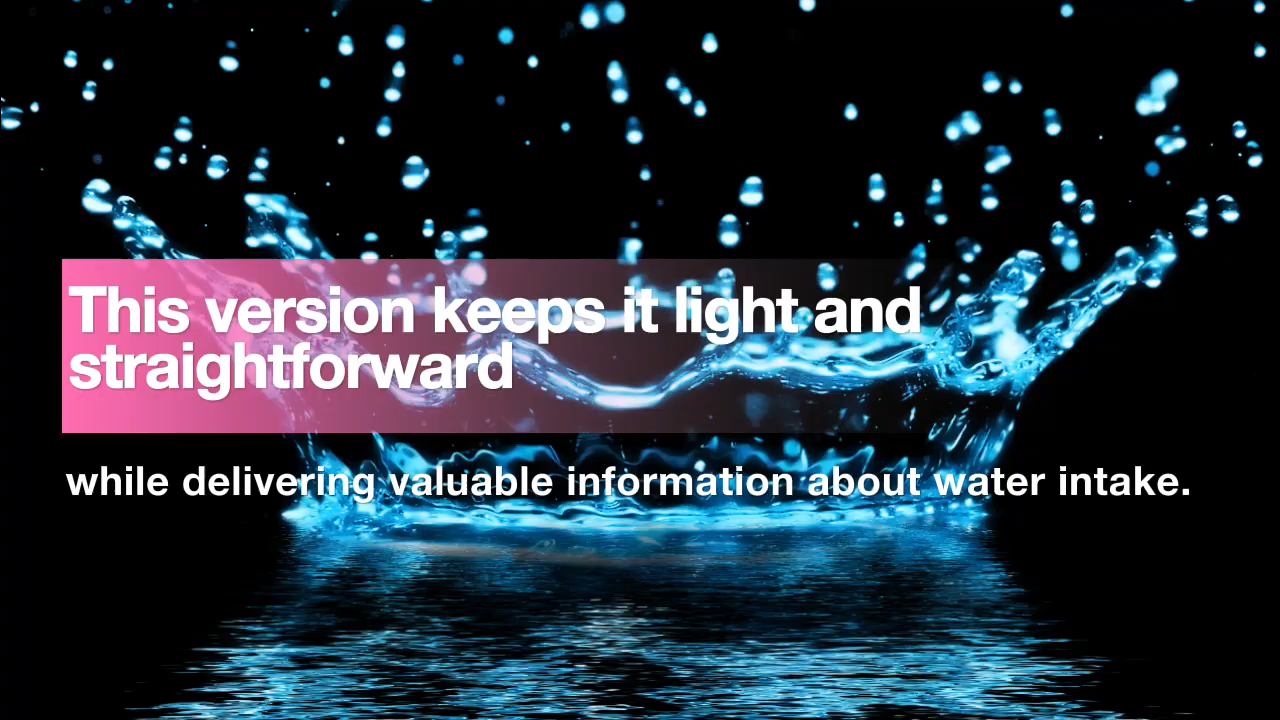 This version keeps it light and
straightforward
while delivering valuable information about water intake.